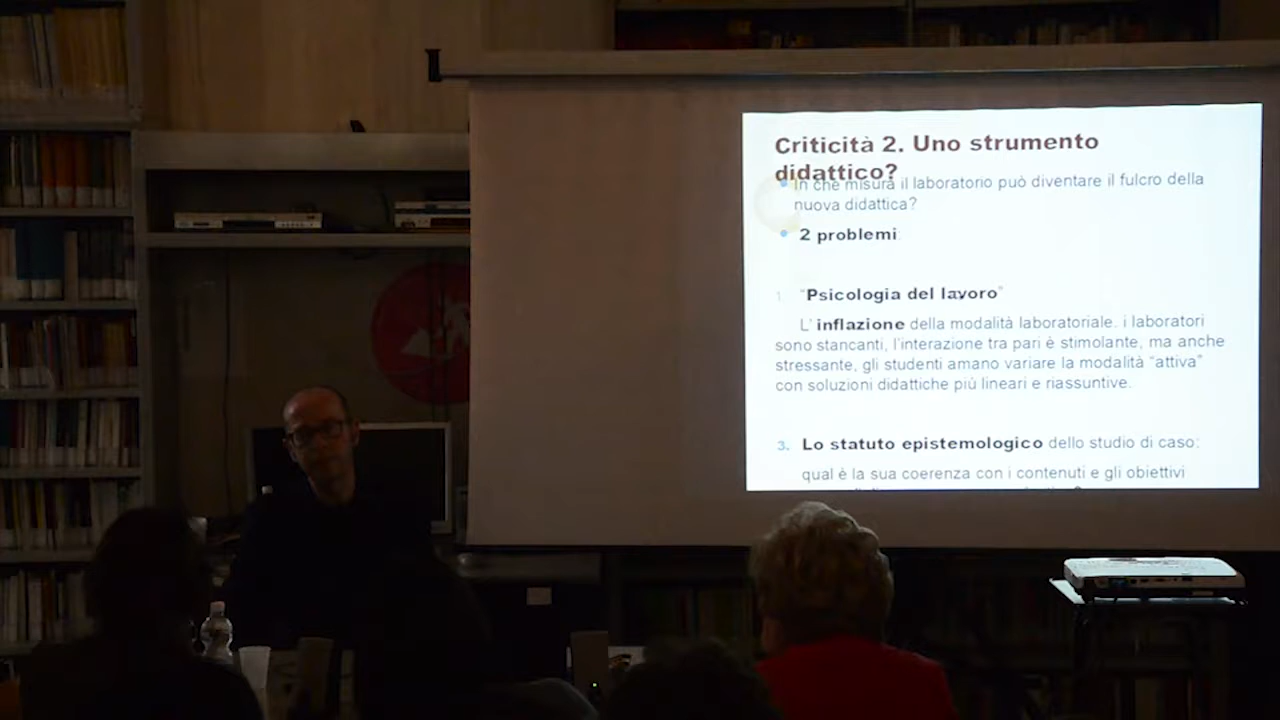 Criticità 2. Uno strumento
didattico?
In che misura il laboratorio può diventare il fulcro della
nuova didattica?
2 problemi
1. "Psicologia del lavoro"
L' inflazione della modalità laboratoriale. i laboratori
sono stancanti, l'interazione tra pari è stimolante, ma anche
stressante, gli studenti amano variare la modalità "attiva"
con soluzioni didattiche più lineari e riassuntive.
3. Lo statuto epistemologico dello studio di caso:
qual è la sua coerenza con i contenuti e gli obiettivi